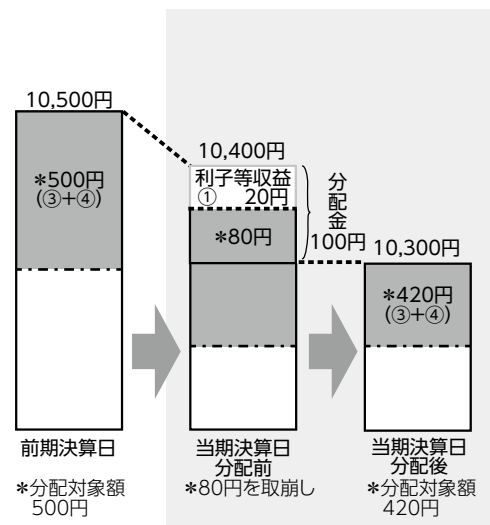 10,500円
*500円
(③+④)
前期決算日
*分配対象額
500円
10,400円
利子等収益
① 20円
*80円
分配金
100円
当期決算日
分配前
*80円を取崩し
10,300円
*420円
(③+④)
当期決算日
分配後
*分配対象額
420円